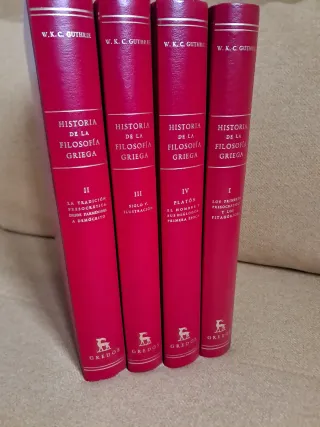 W. K. C. GUTHRIE
HISTORIA
DE LA
FILOSOFÍA
GRIEGA
II
LA TRADICIÓN
PRESOCRÁTICA
DESDE PARMÉNIDES
A DEMÓCRITO
GREDOS
W. K. C. GUTHRIE
HISTORIA
DE LA
FILOSOFÍA
GRIEGA
III
SIGLO V.
ILUSTRACIÓN
GREDOS
W. K. C. GUTHRIE
HISTORIA
DE LA
FILOSOFÍA
GRIEGA
IV
PLATÓN
EL HOMBRE Y
SUS DIÁLOGOS
PRIMERA ÉPOCA
GREDOS
W. K. C. GUTHRIE
HISTORIA
DE LA
FILOSOFÍA
GRIEGA
I
LOS PRIMEROS
PRESOCRÁTICOS
Y LOS
PITAGÓRICOS
GREDOS